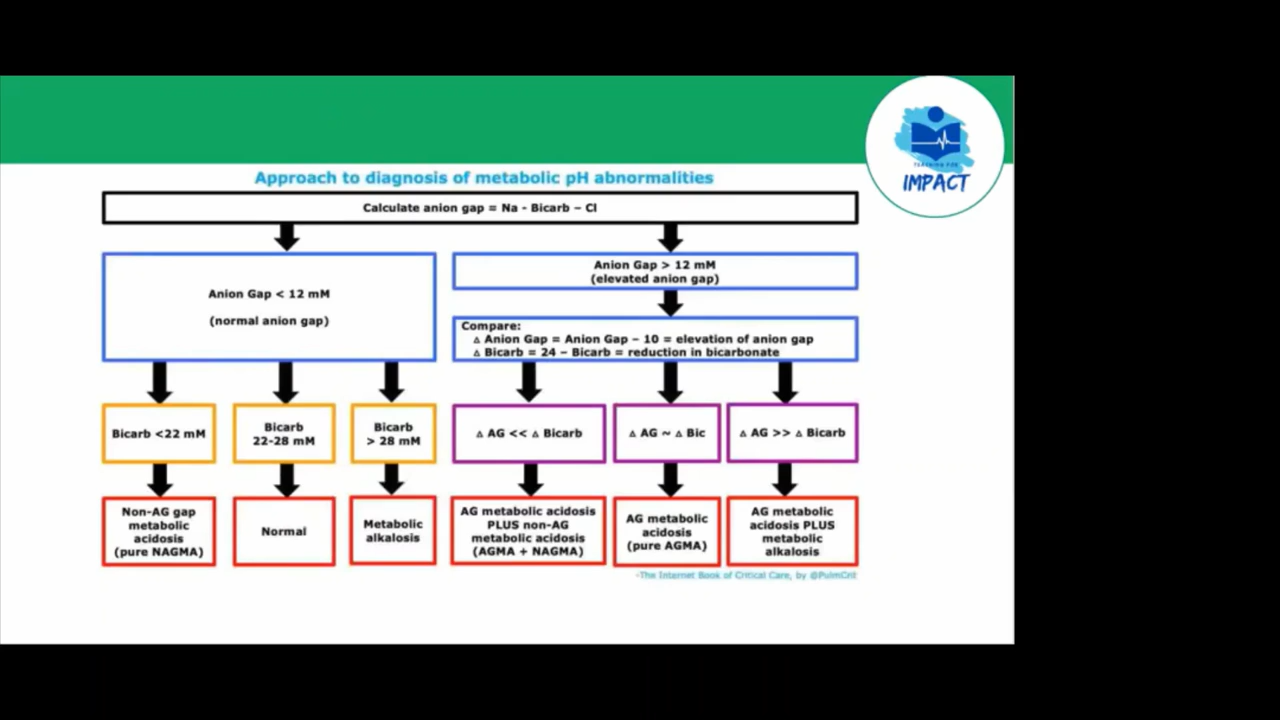 TEACHING FOR
IMPACT
Approach to diagnosis of metabolic pH abnormalities
Calculate anion gap = Na - Bicarb – Cl
Anion Gap < 12 mM
(normal anion gap)
Anion Gap > 12 mM
(elevated anion gap)
Compare:
Δ Anion Gap = Anion Gap – 10 = elevation of anion gap
Δ Bicarb = 24 – Bicarb = reduction in bicarbonate
Bicarb <22 mM
Bicarb
22-28 mM
Bicarb
> 28 mM
Δ AG << Δ Bicarb
Δ AG ~ Δ Bic
Δ AG >> Δ Bicarb
Non-AG gap
metabolic
acidosis
(pure NAGMA)
Normal
Metabolic
alkalosis
AG metabolic acidosis
PLUS non-AG
metabolic acidosis
(AGMA + NAGMA)
AG metabolic
acidosis
(pure AGMA)
AG metabolic
acidosis PLUS
metabolic
alkalosis
-The Internet Book of Critical Care, by @PulmCrit